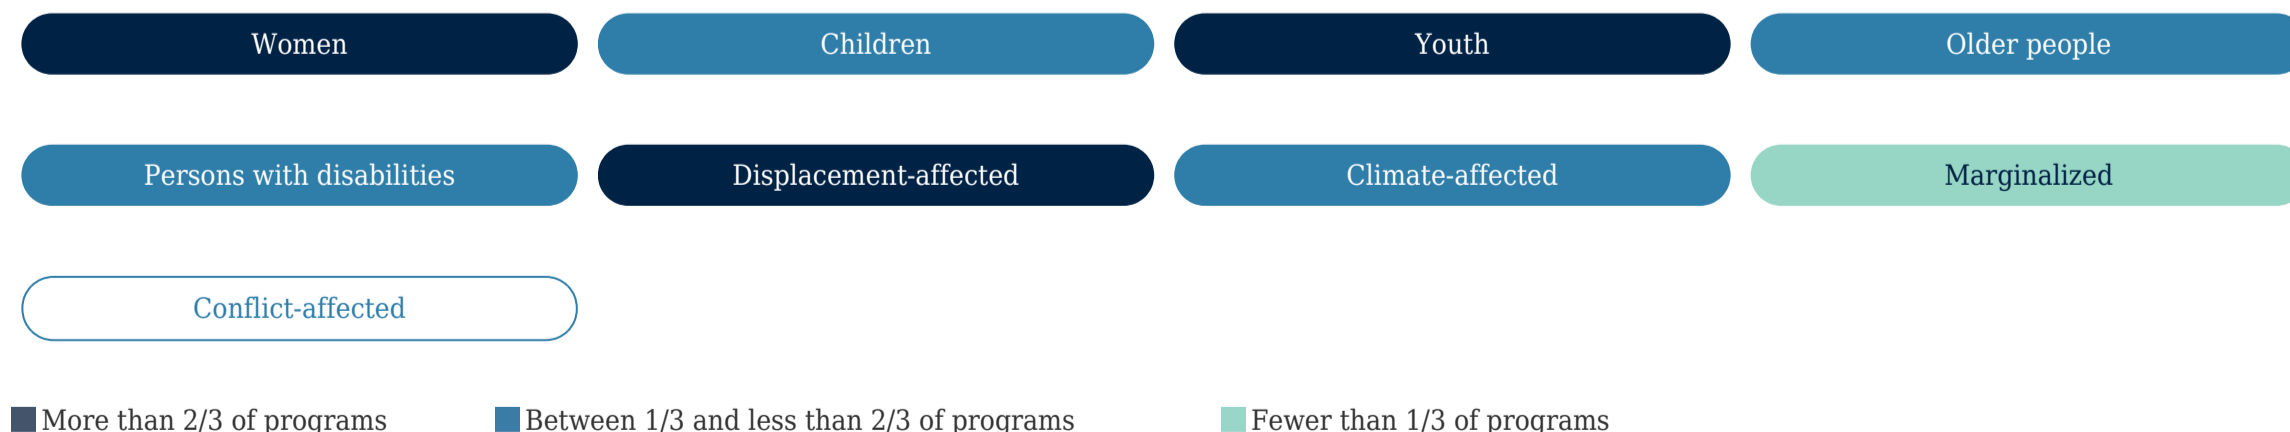 Women
Children
Youth
Older people
Persons with disabilities
Displacement-affected
Climate-affected
Marginalized
Conflict-affected
More than 2/3 of programs
Between 1/3 and less than 2/3 of programs
Fewer than 1/3 of programs